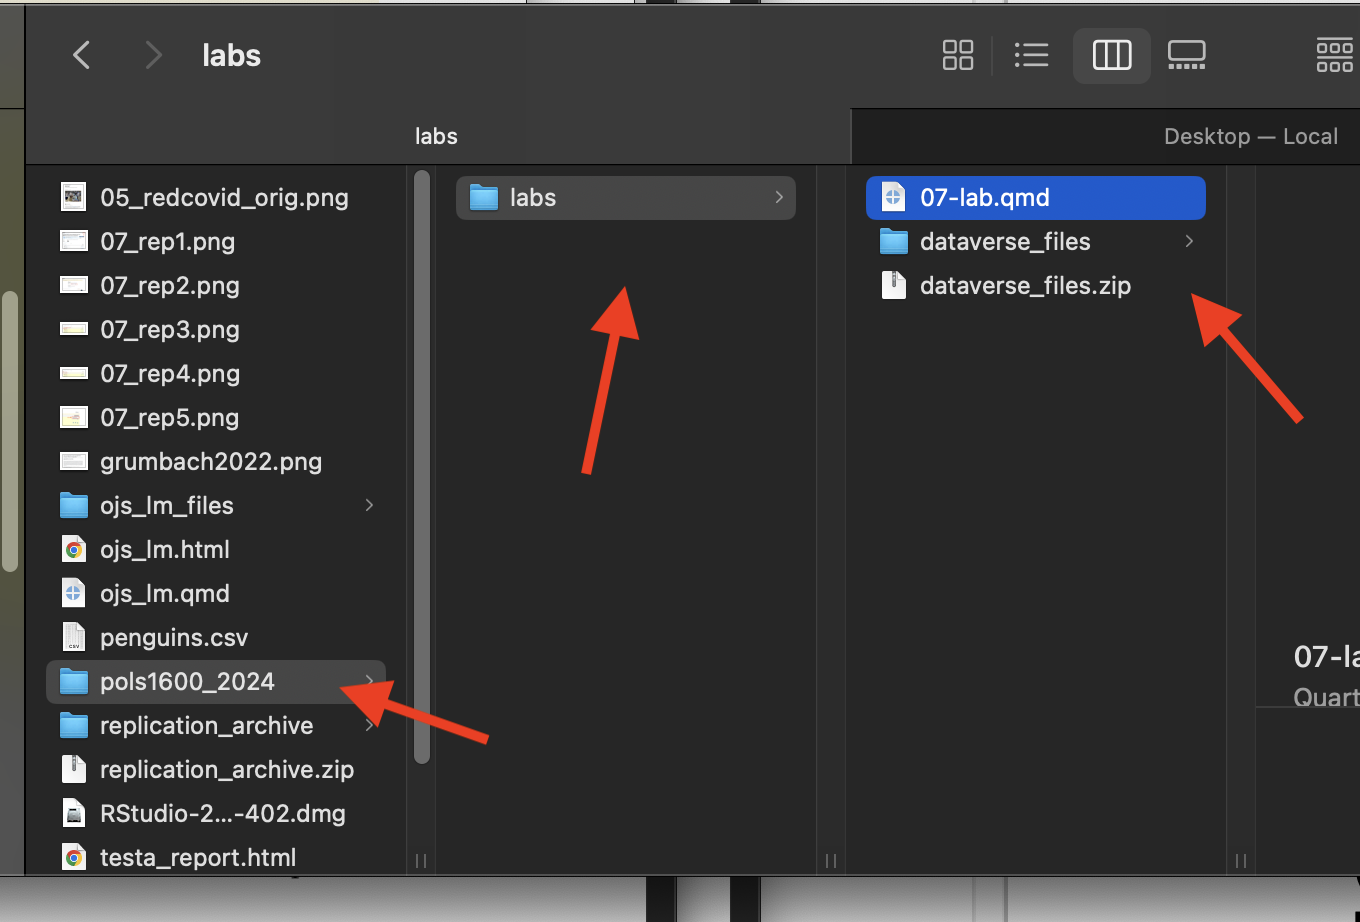 labs
labs
Desktop — Local
05_redcovid_orig.png
07_rep1.png
07_rep2.png
07_rep3.png
07_rep4.png
07_rep5.png
grumbach2022.png
ojs_lm_files
ojs_lm.html
ojs_lm.qmd
penguins.csv
pols1600_2024
replication_archive
replication_archive.zip
RStudio-2...-402.dmg
testa_report.html
labs
07-lab.qmd
dataverse_files
dataverse_files.zip
07-la
Quart